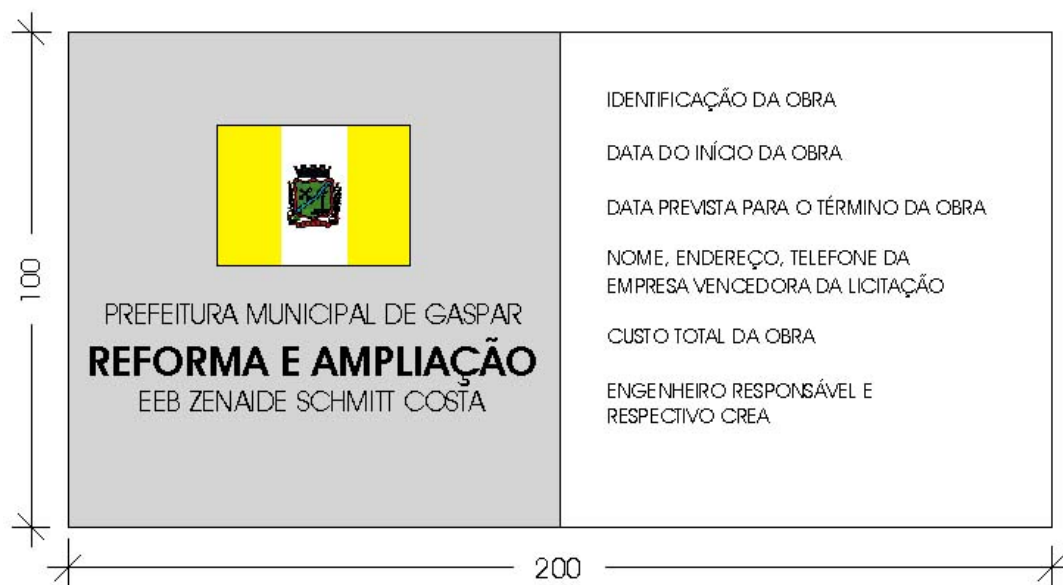 100
PREFEITURA MUNICIPAL DE GASPAR
REFORMA E AMPLIAÇÃO
EEB ZENAIDE SCHMITT COSTA
IDENTIFICAÇÃO DA OBRA
DATA DO INÍCIO DA OBRA
DATA PREVISTA PARA O TÉRMINO DA OBRA
NOME, ENDEREÇO, TELEFONE DA
EMPRESA VENCEDORA DA LICITAÇÃO
CUSTO TOTAL DA OBRA
ENGENHEIRO RESPONSÁVEL E
RESPECTIVO CREA
200